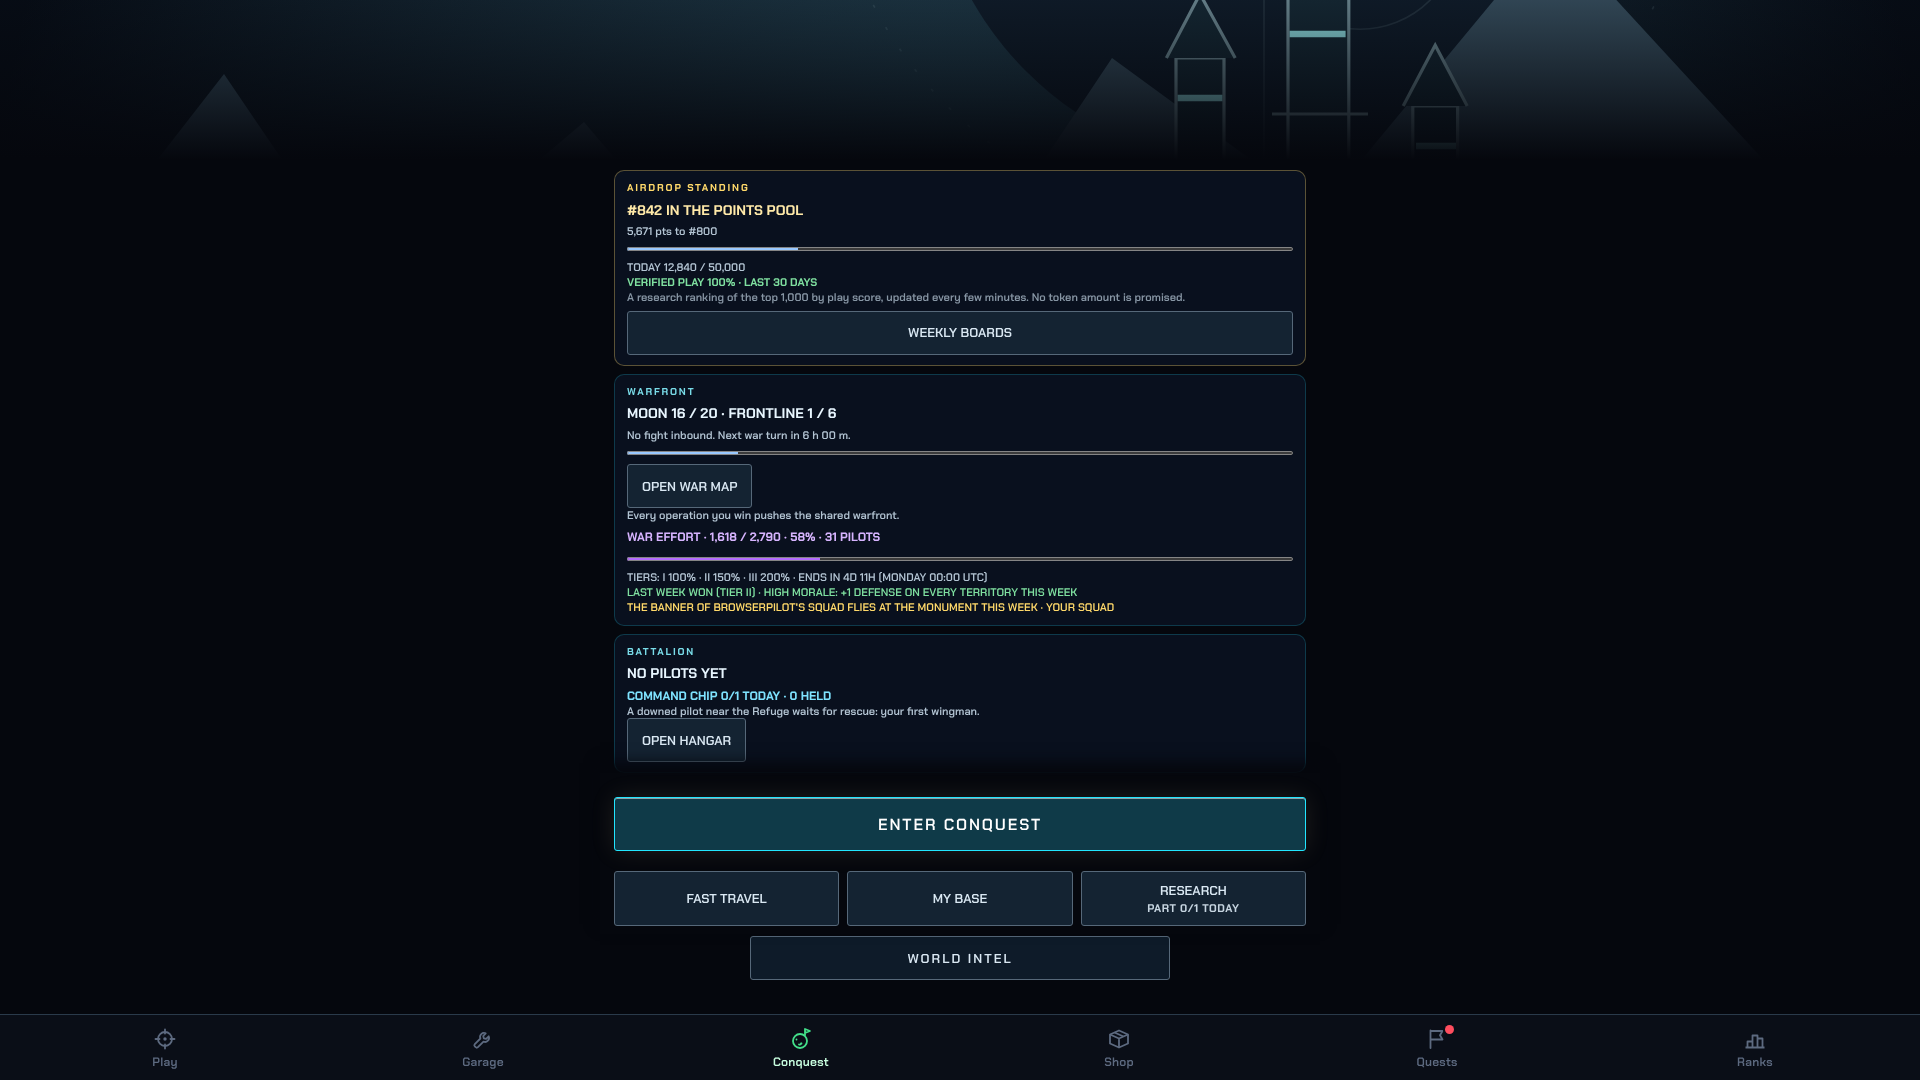 AIRDROP STANDING
#842 IN THE POINTS POOL
5,671 pts to #800
TODAY 12,840 / 50,000
VERIFIED PLAY 100% · LAST 30 DAYS
A research ranking of the top 1,000 by play score, updated every few minutes. No token amount is promised.
WEEKLY BOARDS
WARFRONT
MOON 16 / 20 · FRONTLINE 1 / 6
No fight inbound. Next war turn in 6 h 00 m.
OPEN WAR MAP
Every operation you win pushes the shared warfront.
WAR EFFORT · 1,618 / 2,790 · 58% · 31 PILOTS
TIERS: I 100% · II 150% · III 200% · ENDS IN 4D 11H (MONDAY 00:00 UTC)
LAST WEEK WON (TIER II) · HIGH MORALE: +1 DEFENSE ON EVERY TERRITORY THIS WEEK
THE BANNER OF BROWSERPILOT'S SQUAD FLIES AT THE MONUMENT THIS WEEK · YOUR SQUAD
BATTALION
NO PILOTS YET
COMMAND CHIP 0/1 TODAY · 0 HELD
A downed pilot near the Refuge waits for rescue: your first wingman.
OPEN HANGAR
ENTER CONQUEST
FAST TRAVEL
MY BASE
RESEARCH
PART 0/1 TODAY
WORLD INTEL
Play
Garage
Conquest
Shop
Quests
Ranks